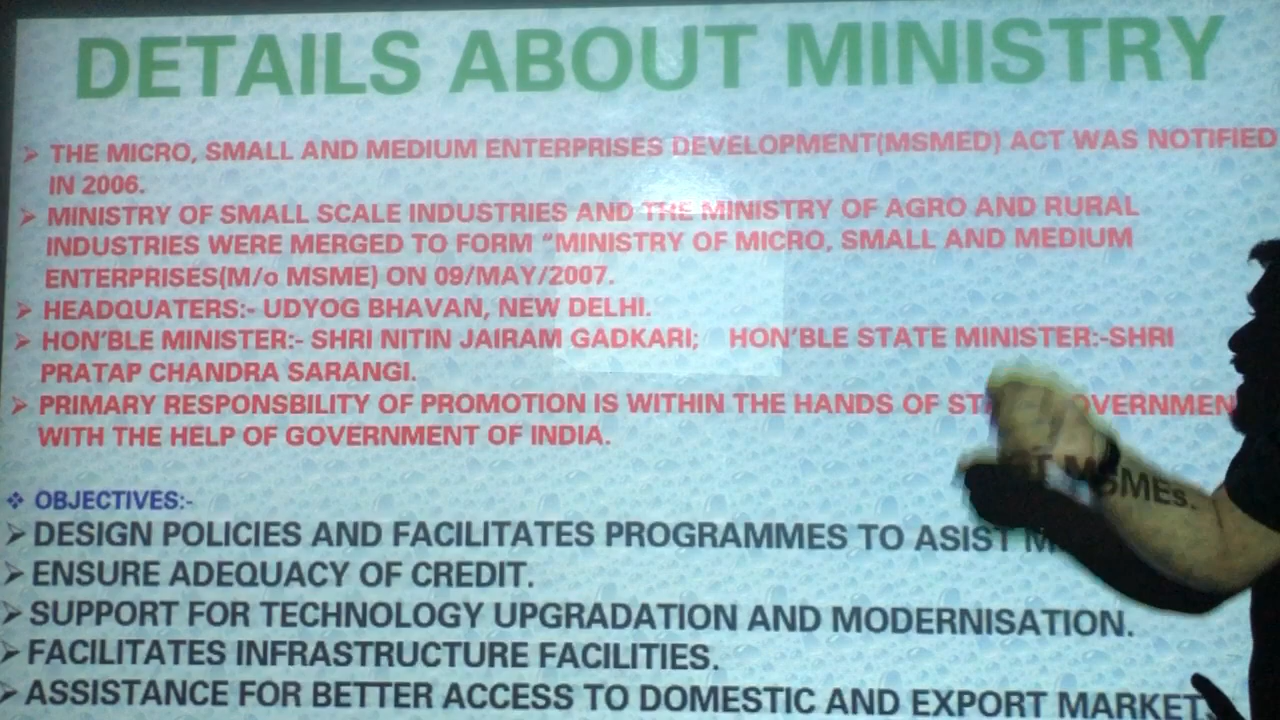 DETAILS ABOUT MINISTRY
➢ THE MICRO, SMALL AND MEDIUM ENTERPRISES DEVELOPMENT(MSMED) ACT WAS NOTIFIED
IN 2006.
➢ MINISTRY OF SMALL SCALE INDUSTRIES AND THE MINISTRY OF AGRO AND RURAL
INDUSTRIES WERE MERGED TO FORM "MINISTRY OF MICRO, SMALL AND MEDIUM
ENTERPRISES(M/o MSME) ON 09/MAY/2007.
➢ HEADQUATERS:- UDYOG BHAVAN, NEW DELHI.
➢ HON'BLE MINISTER:- SHRI NITIN JAIRAM GADKARI; HON'BLE STATE MINISTER:-SHRI
PRATAP CHANDRA SARANGI.
➢ PRIMARY RESPONSBILITY OF PROMOTION IS WITHIN THE HANDS OF
WITH THE HELP OF GOVERNMENT OF INDIA.
❖ OBJECTIVES:-
➢ DESIGN POLICIES AND FACILITATES PROGRAMMES TO ASIST MSMEs.
➢ ENSURE ADEQUACY OF CREDIT.
➢ SUPPORT FOR TECHNOLOGY UPGRADATION AND MODERNISATION.
➢ FACILITATES INFRASTRUCTURE FACILITIES.
➢ ASSISTANCE FOR BETTER ACCESS TO DOMESTIC AND EXPORT MARKET